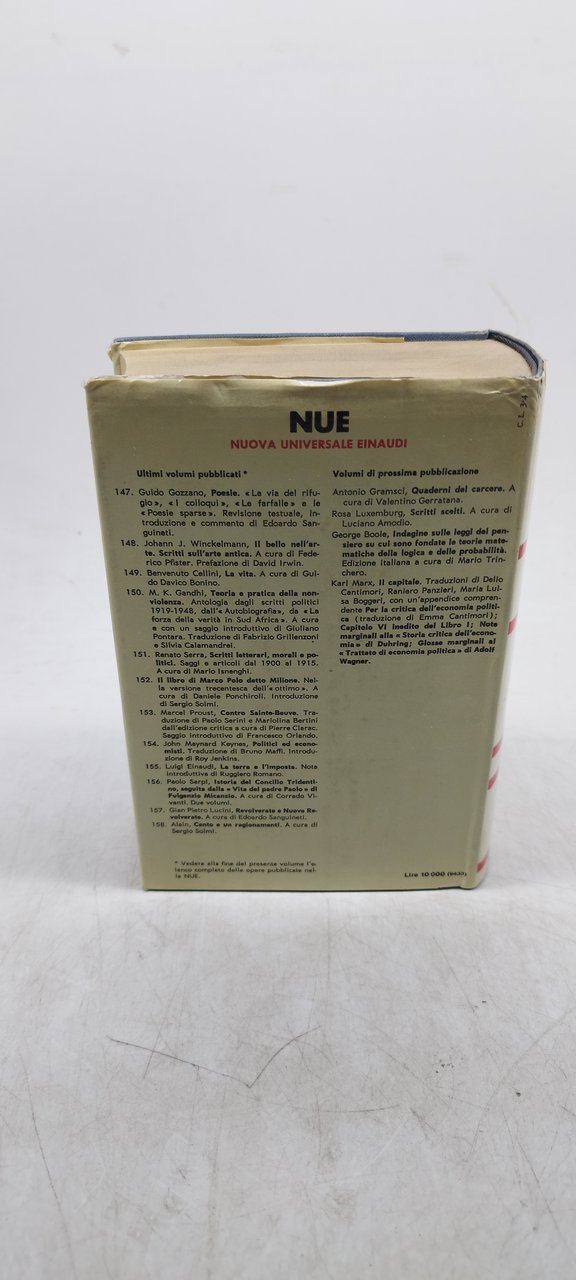 NUE
NUOVA UNIVERSALE EINAUDI
Ultimi volumi pubblicati *
147. Guido Gozzano, Poesie. «La via del rifu-
gio», «I colloqui», «Le farfalle» e le
«Poesie sparse». Revisione testuale, in-
troduzione e commento di Edoardo San-
guineti.
148. Johann J. Winckelmann, Il bello nell'ar-
te. Scritti sull'arte antica. A cura di Fede-
rico Pfister. Prefazione di David Irwin.
149. Benvenuto Cellini, La vita. A cura di Gui-
do Davico Bonino.
150. M. K. Gandhi, Teoria e pratica della non-
violenza. Antologia dagli scritti politici
1919-1948, dall'«Autobiografia», da «La
forza della verità in Sud Africa». A cura
e con un saggio introduttivo di Giuliano
Pontara. Traduzione di Fabrizio Grillenzoni
e Silvia Calamandrei.
151. Renato Serra, Scritti letterari, morali e po-
litici. Saggi e articoli dal 1900 al 1915.
A cura di Mario Isnenghi.
152. Il libro di Marco Polo detto Milione. Nel-
la versione trecentesca dell'«ottimo». A
cura di Daniele Ponchiroli. Introduzione
di Sergio Solmi.
153. Marcel Proust, Contro Sainte-Beuve. Tra-
duzione di Paolo Serini e Mariolina Bertini
dall'edizione critica a cura di Pierre Clarac.
Saggio introduttivo di Francesco Orlando.
154. John Maynard Keynes, Politici ed econo-
misti. Traduzione di Bruno Maffi. Introdu-
zione di Roy Jenkins.
155. Luigi Einaudi, La terra e l'imposta. Nota
introduttiva di Ruggiero Romano.
156. Paolo Sarpi, Istoria del Concilio Tridenti-
no, seguita dalla «Vita del padre Paolo» di
Fulgenzio Micanzio. A cura di Corrado Vi-
vanti. Due volumi.
157. Gian Pietro Lucini, Revolverate e Nuove Re-
volverate. A cura di Edoardo Sanguineti.
158. Alain, Cento e un ragionamenti. A cura di
Sergio Solmi.
* Vedere alla fine del presente volume l'e-
lenco completo delle opere pubblicate nel-
la NUE.
Volumi di prossima pubblicazione
Antonio Gramsci, Quaderni del carcere. A
cura di Valentino Gerratana.
Rosa Luxemburg, Scritti scelti. A cura di
Luciano Amodio.
George Boole, Indagine sulle leggi del pen-
siero su cui sono fondate le teorie mate-
matiche della logica e delle probabilità.
Edizione italiana a cura di Mario Trin-
chero.
Karl Marx, Il capitale. Traduzioni di Delio
Cantimori, Raniero Panzieri, Maria Lui-
sa Boggeri, con un'appendice compren-
dente Per la critica dell'economia politi-
ca (traduzione di Emma Cantimori);
Capitolo VI inedito del Libro I; Note
marginali alla «Storia critica dell'econo-
mia» di Duhring; Glosse marginali al
«Trattato di economia politica» di Adolf
Wagner.
Lire 10 000 (9433)
C. L. 34